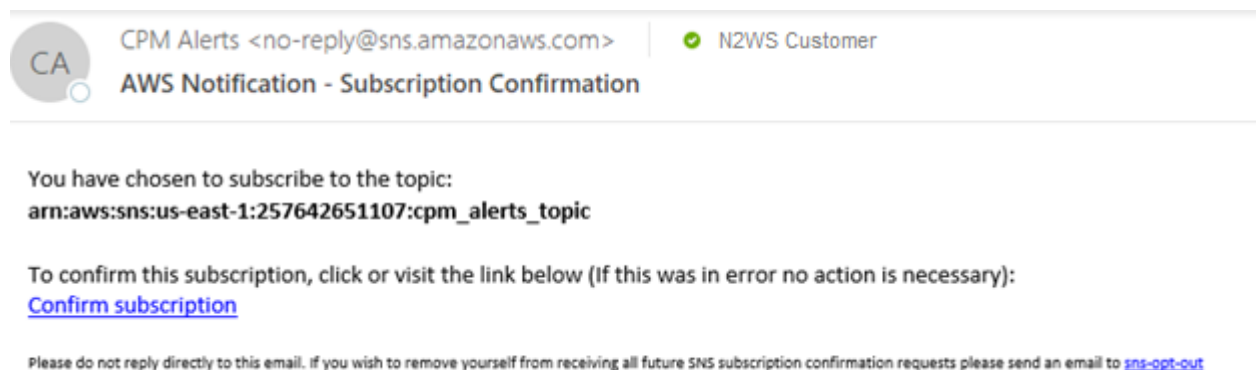 CA
CPM Alerts <no-reply@sns.amazonaws.com>
N2WS Customer
AWS Notification - Subscription Confirmation
You have chosen to subscribe to the topic:
arn:aws:sns:us-east-1:257642651107:cpm_alerts_topic
To confirm this subscription, click or visit the link below (If this was in error no action is necessary):
Confirm subscription
Please do not reply directly to this email. If you wish to remove yourself from receiving all future SNS subscription confirmation requests please send an email to sns-opt-out